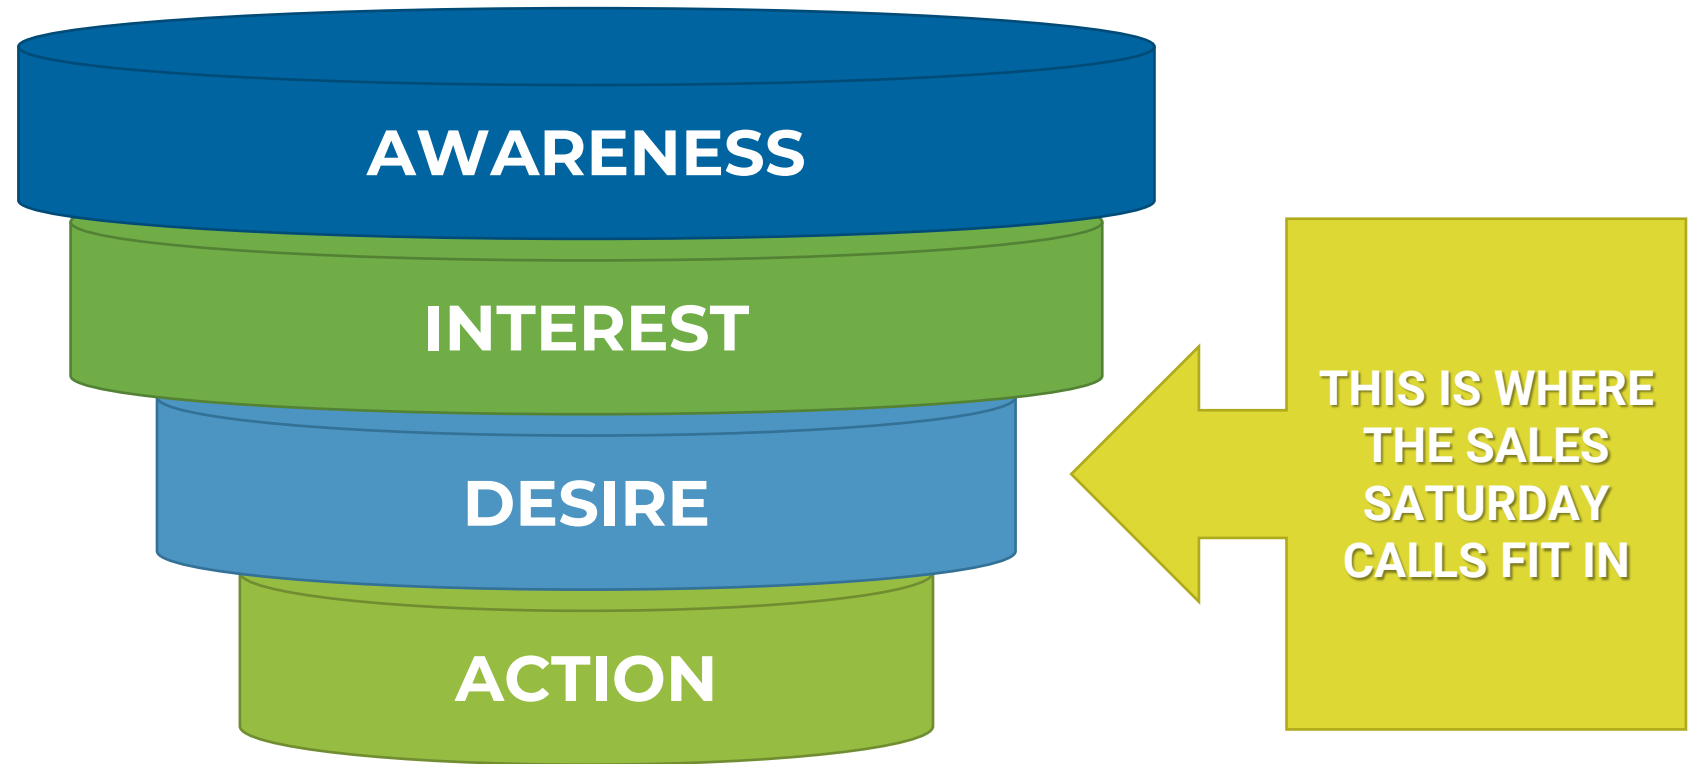 AWARENESS
INTEREST
DESIRE
ACTION
THIS IS WHERE
THE SALES
SATURDAY
CALLS FIT IN